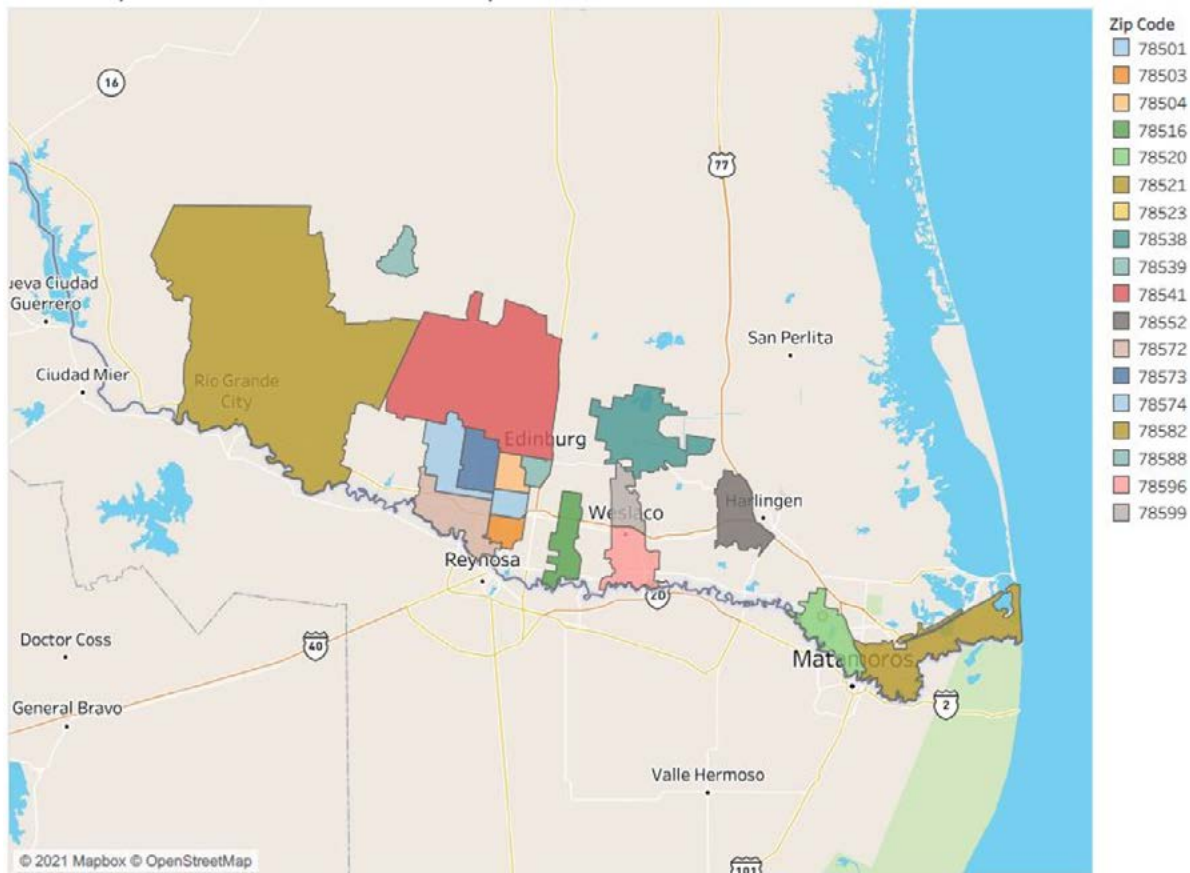 Zip Code
78501
78503
78504
78516
78520
78521
78523
78538
78539
78541
78552
78572
78573
78574
78582
78588
78596
78599
16
77
ueva Ciudad
Guerrero
San Perlita
Ciudad Mier
Rio Grande
City
Edinburg
Harlingen
Weslaco
Reynosa
20
Doctor Coss
40
Matamoros
General Bravo
2
Valle Hermoso
101
© 2021 Mapbox © OpenStreetMap